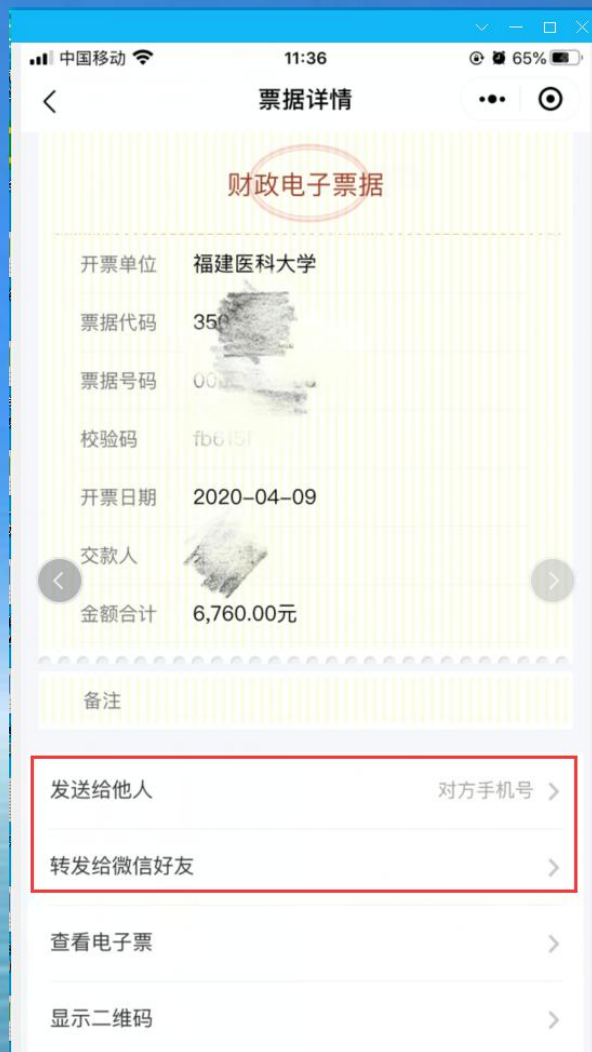 中国移动
11:36
65%
票据详情
财政电子票据
开票单位 福建医科大学
票据代码 350
票据号码 00
校验码 fb615f
开票日期 2020-04-09
交款人
金额合计 6,760.00元
备注
发送给他人 对方手机号
转发给微信好友
查看电子票
显示二维码